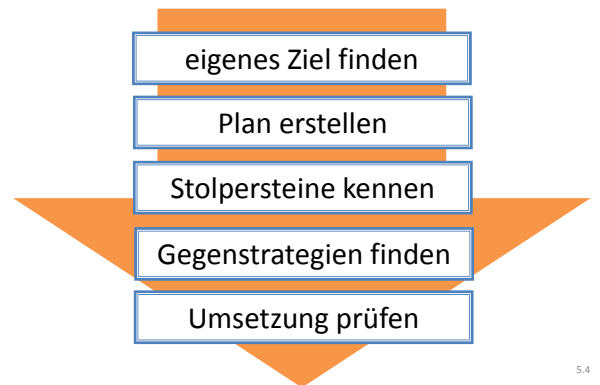 eigenes Ziel finden
Plan erstellen
Stolpersteine kennen
Gegenstrategien finden
Umsetzung prüfen
5.4